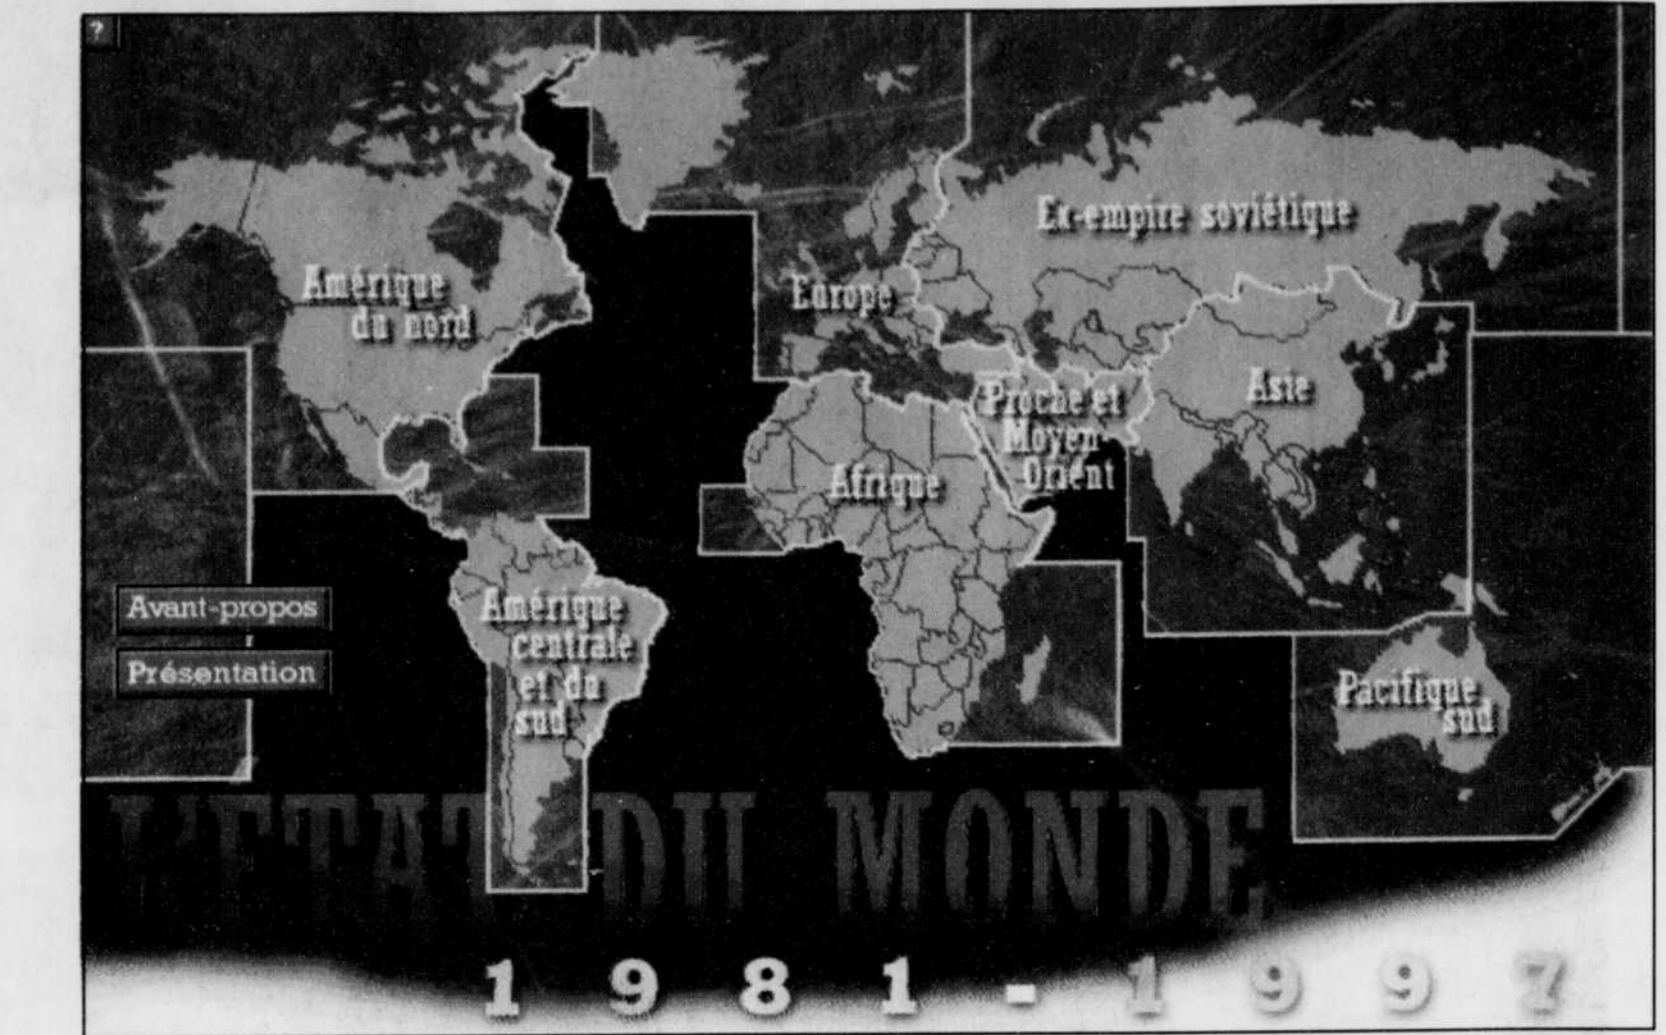 ?
Amérique
du nord
Ex-empire soviétique
Europe
Asie
Proche et
Moyen-
Orient
Afrique
Avant-propos
Présentation
Amérique
centrale
et du
sud
Pacifique
sud
L'ETAT DU MONDE
1981-1997